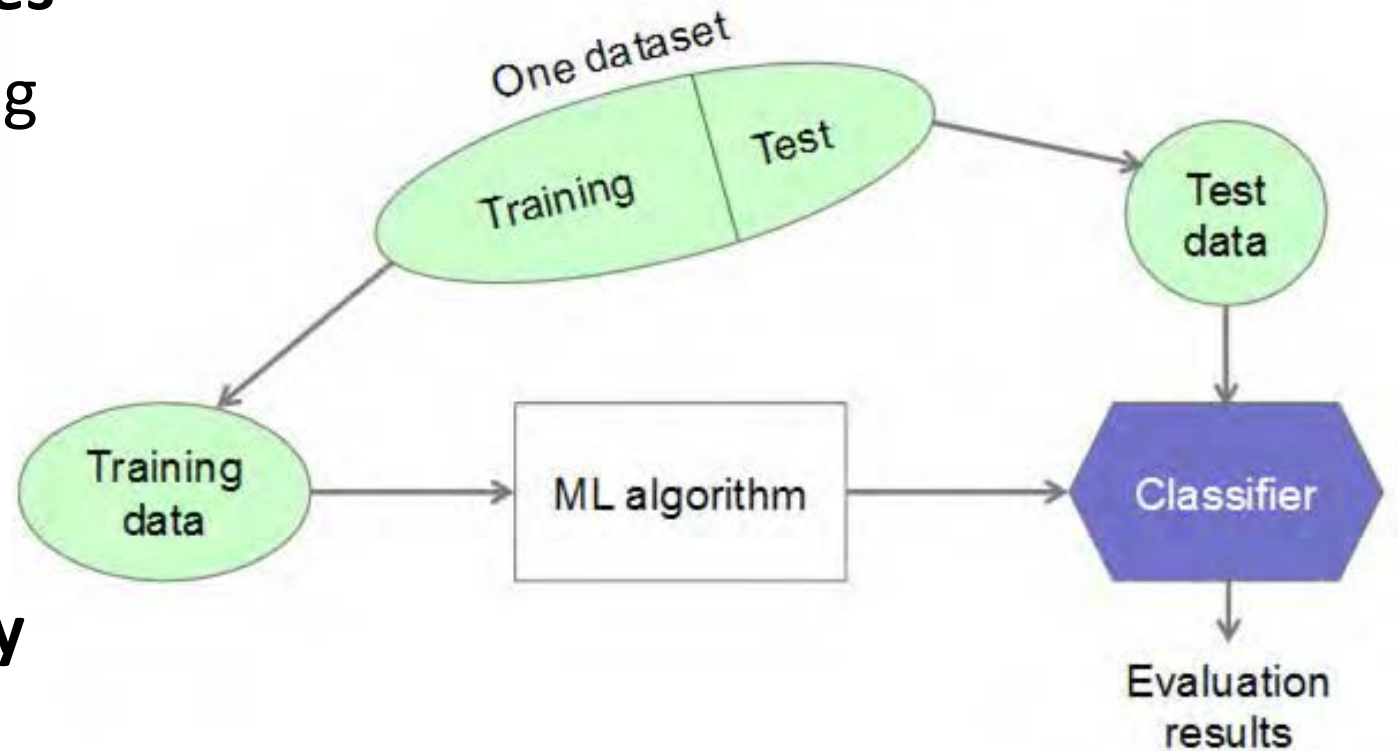 One dataset
g
Training
Test
Test
data
Training
data
ML algorithm
Classifier
y
Evaluation
results